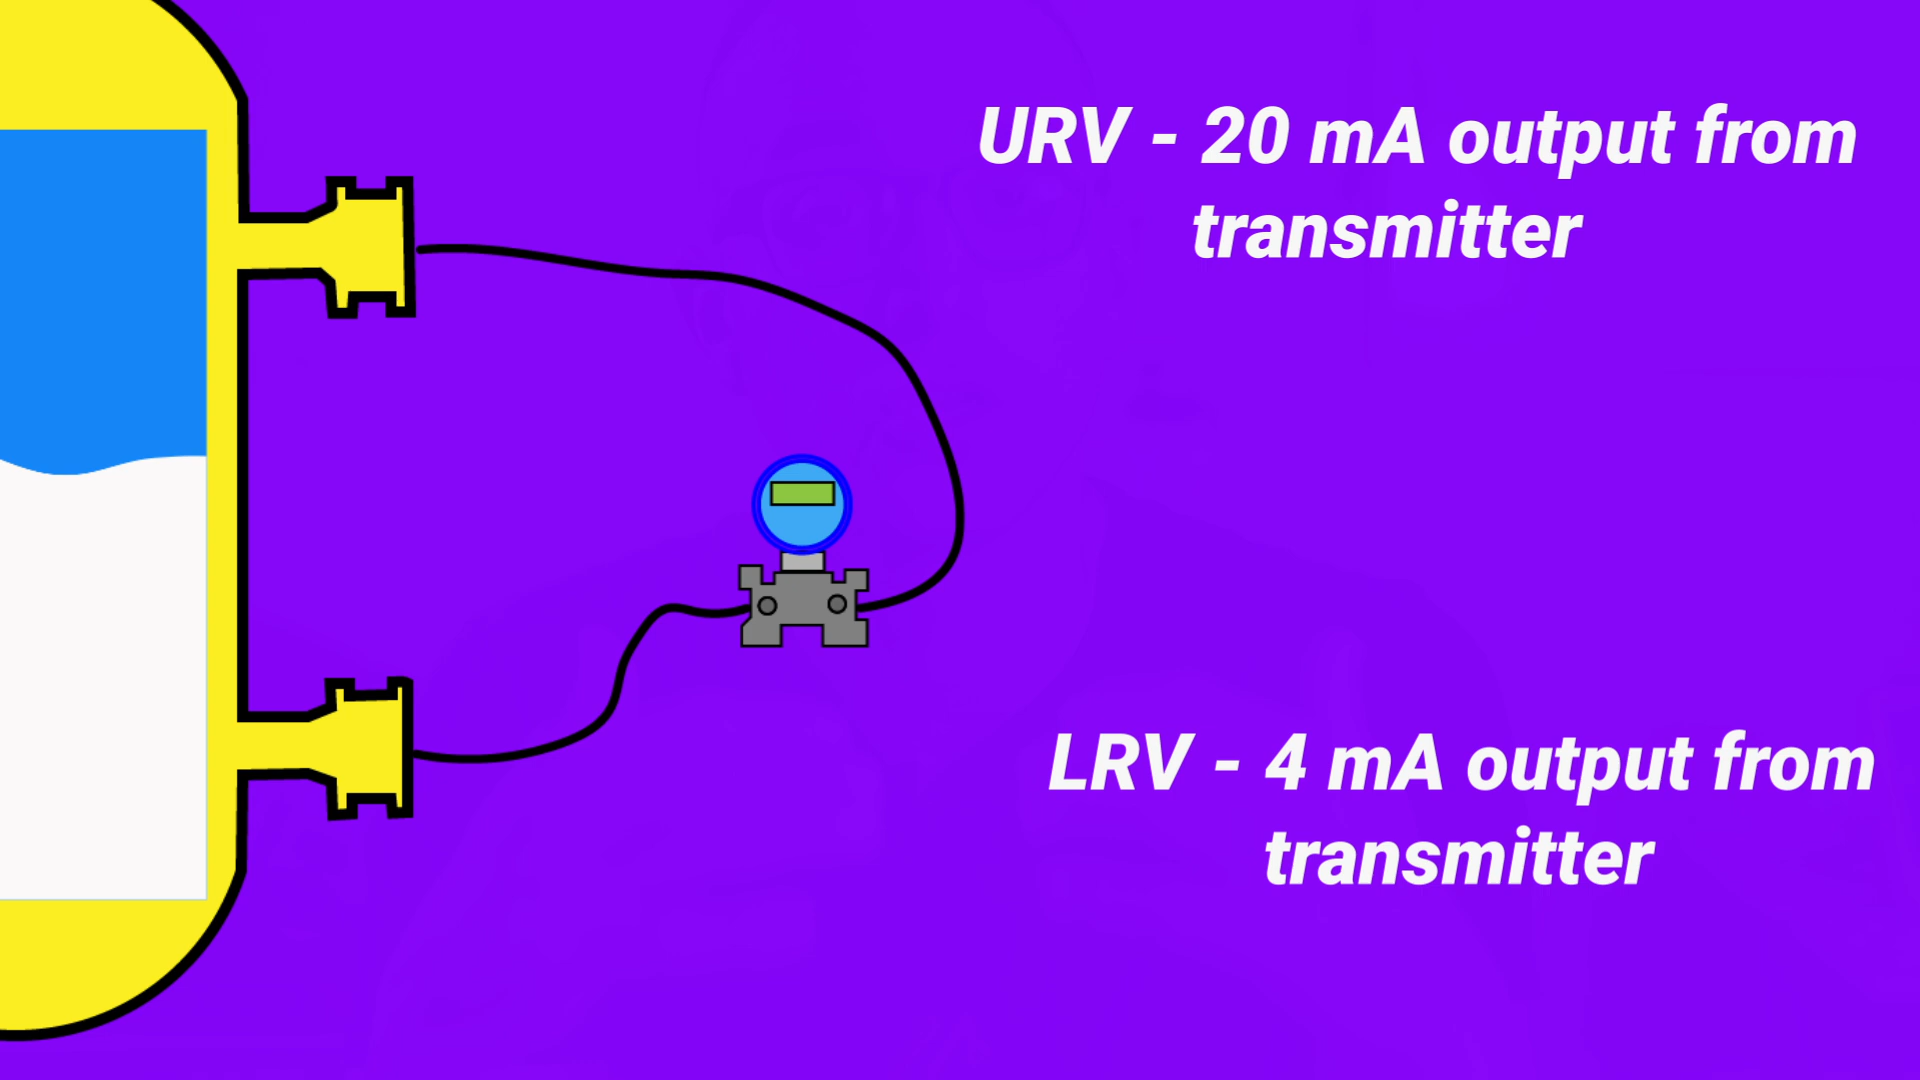 URV - 20 mA output from
transmitter
LRV - 4 mA output from
transmitter